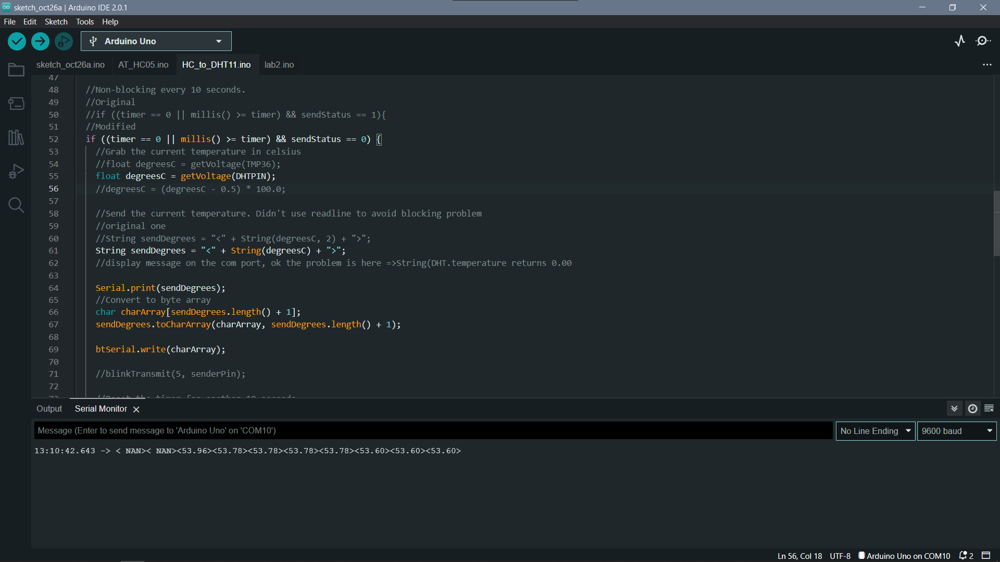 sketch_oct26a | Arduino IDE 2.0.1
File Edit Sketch Tools Help
Arduino Uno
sketch_oct26a.ino AT_HC05.ino HC_to_DHT11.ino lab2.ino
47
48 //Non-blocking every 10 seconds.
49 //Original
50 //if ((timer == 0 || millis() >= timer) && sendStatus == 1){
51 //Modified
52 if ((timer == 0 || millis() >= timer) && sendStatus == 0) {
53 //Grab the current temperature in celsius
54 //float degreesC = getVoltage(TMP36);
55 float degreesC = getVoltage(DHTPIN);
56 //degreesC = (degreesC - 0.5) * 100.0;
57
58 //Send the current temperature. Didn't use readline to avoid blocking problem
59 //original one
60 //String sendDegrees = "<" + String(degreesC, 2) + ">";
61 String sendDegrees = "<" + String(degreesC) + ">";
62 //display message on the com port, ok the problem is here =>String(DHT.temperature returns 0.00
63
64 Serial.print(sendDegrees);
65 //Convert to byte array
66 char charArray[sendDegrees.length() + 1];
67 sendDegrees.toCharArray(charArray, sendDegrees.length() + 1);
68
69 btSerial.write(charArray);
70
71 //blinkTransmit(5, senderPin);
72
73 //Reset the timer for another 10 seconds
Output Serial Monitor
Message (Enter to send message to 'Arduino Uno' on 'COM10') No Line Ending 9600 baud
13:10:42.643 -> < NAN>< NAN><53.96><53.78><53.78><53.78><53.78><53.60><53.60><53.60>
Ln 56, Col 18 UTF-8 Arduino Uno on COM10 2